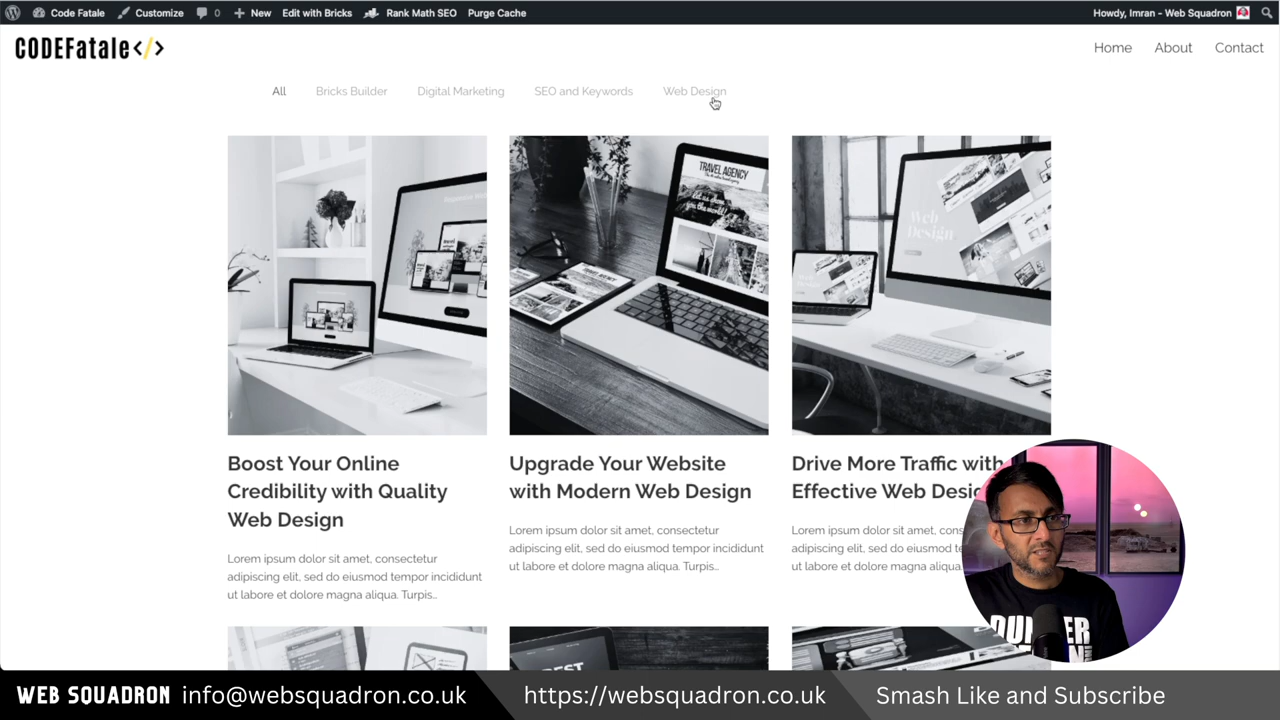 Code Fatale Customize 0 New Edit with Bricks Rank Math SEO Purge Cache Howdy, Imran - Web Squadron
CODEFatale</> Home About Contact
All Bricks Builder Digital Marketing SEO and Keywords Web Design
TRAVEL AGENCY
Web
Design
Boost Your Online
Credibility with Quality
Web Design
Lorem ipsum dolor sit amet, consectetur
adipiscing elit, sed do eiusmod tempor incididunt
ut labore et dolore magna aliqua. Turpis...
Upgrade Your Website
with Modern Web Design
Lorem ipsum dolor sit amet, consectetur
adipiscing elit, sed do eiusmod tempor incididunt
ut labore et dolore magna aliqua. Turpis...
Drive More Traffic with
Effective Web
Lorem ipsum dolor sit amet,
adipiscing elit, sed do eiusmod
ut labore et dolore magna
WEB SQUADRON info@websquadron.co.uk https://websquadron.co.uk Smash Like and Subscribe